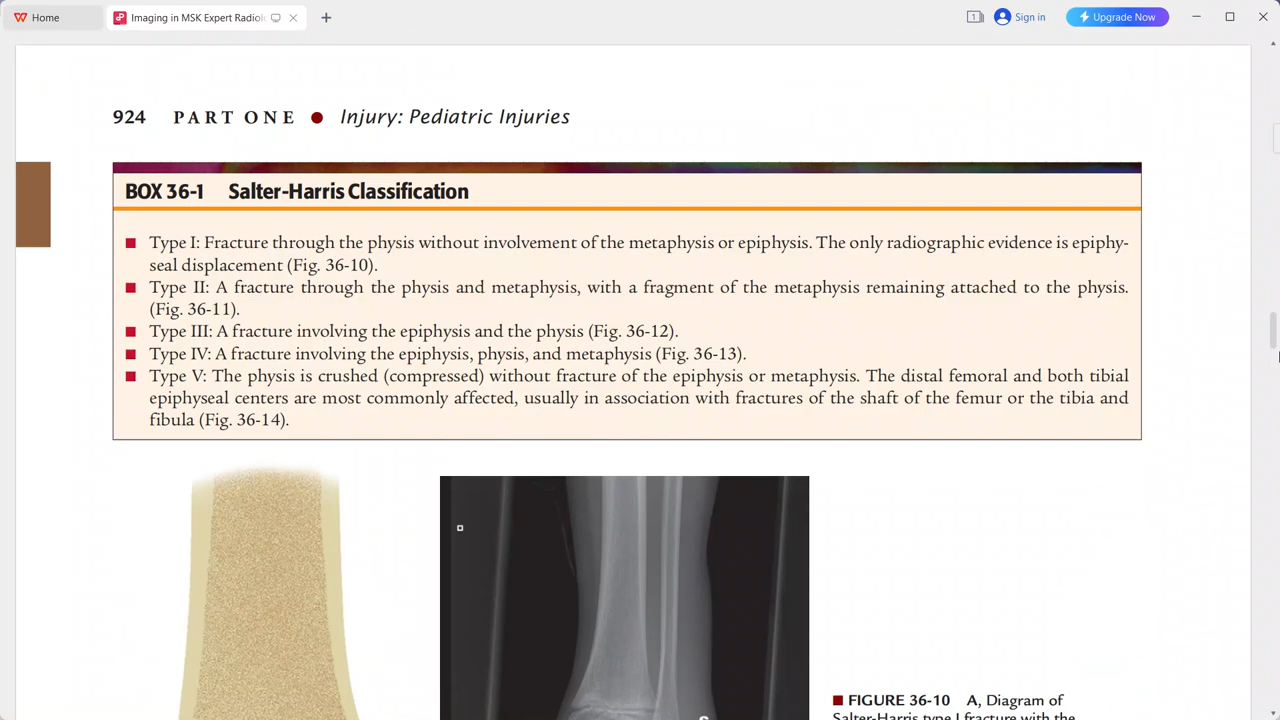 Home
Imaging in MSK Expert Radiol
1
Sign in
Upgrade Now
924 PART ONE ● Injury: Pediatric Injuries
BOX 36-1 Salter-Harris Classification
■ Type I: Fracture through the physis without involvement of the metaphysis or epiphysis. The only radiographic evidence is epiphy-
seal displacement (Fig. 36-10).
■ Type II: A fracture through the physis and metaphysis, with a fragment of the metaphysis remaining attached to the physis.
(Fig. 36-11).
■ Type III: A fracture involving the epiphysis and the physis (Fig. 36-12).
■ Type IV: A fracture involving the epiphysis, physis, and metaphysis (Fig. 36-13).
■ Type V: The physis is crushed (compressed) without fracture of the epiphysis or metaphysis. The distal femoral and both tibial
epiphyseal centers are most commonly affected, usually in association with fractures of the shaft of the femur or the tibia and
fibula (Fig. 36-14).
■ FIGURE 36-10 A, Diagram of
Salter-Harris type I fracture with the